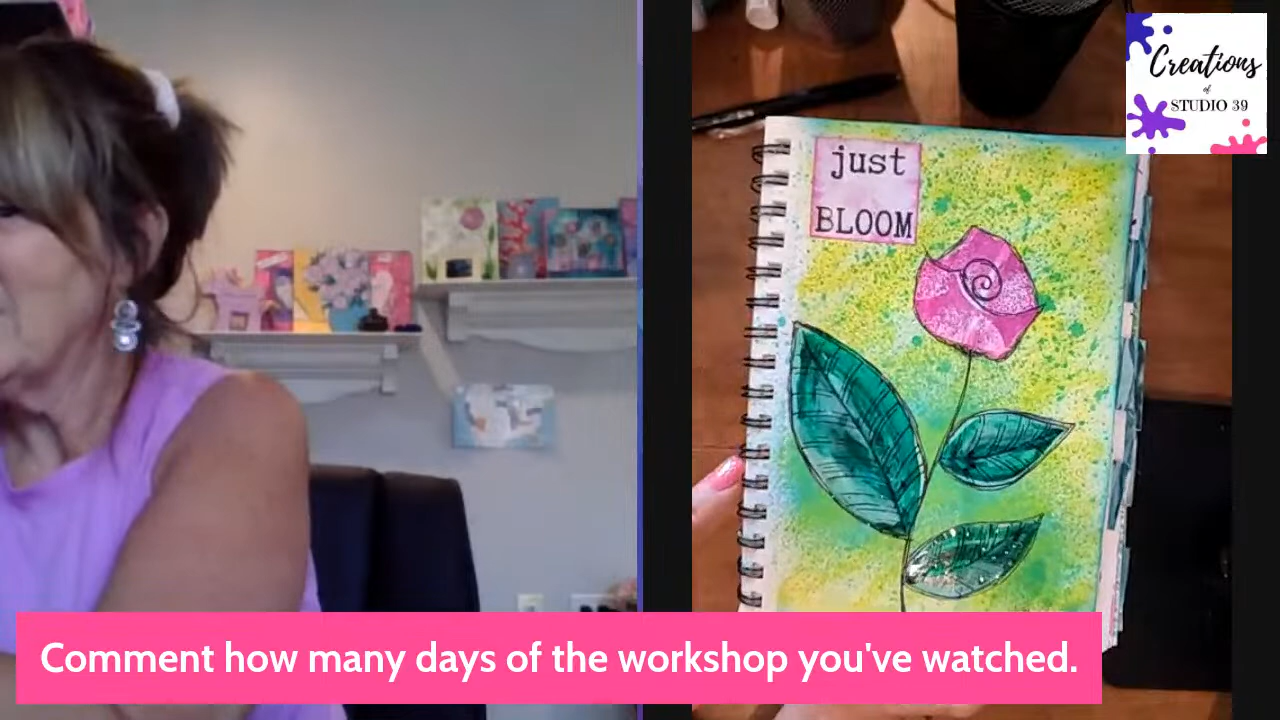 Creations
of
STUDIO 39
just
BLOOM
Comment how many days of the workshop you've watched.